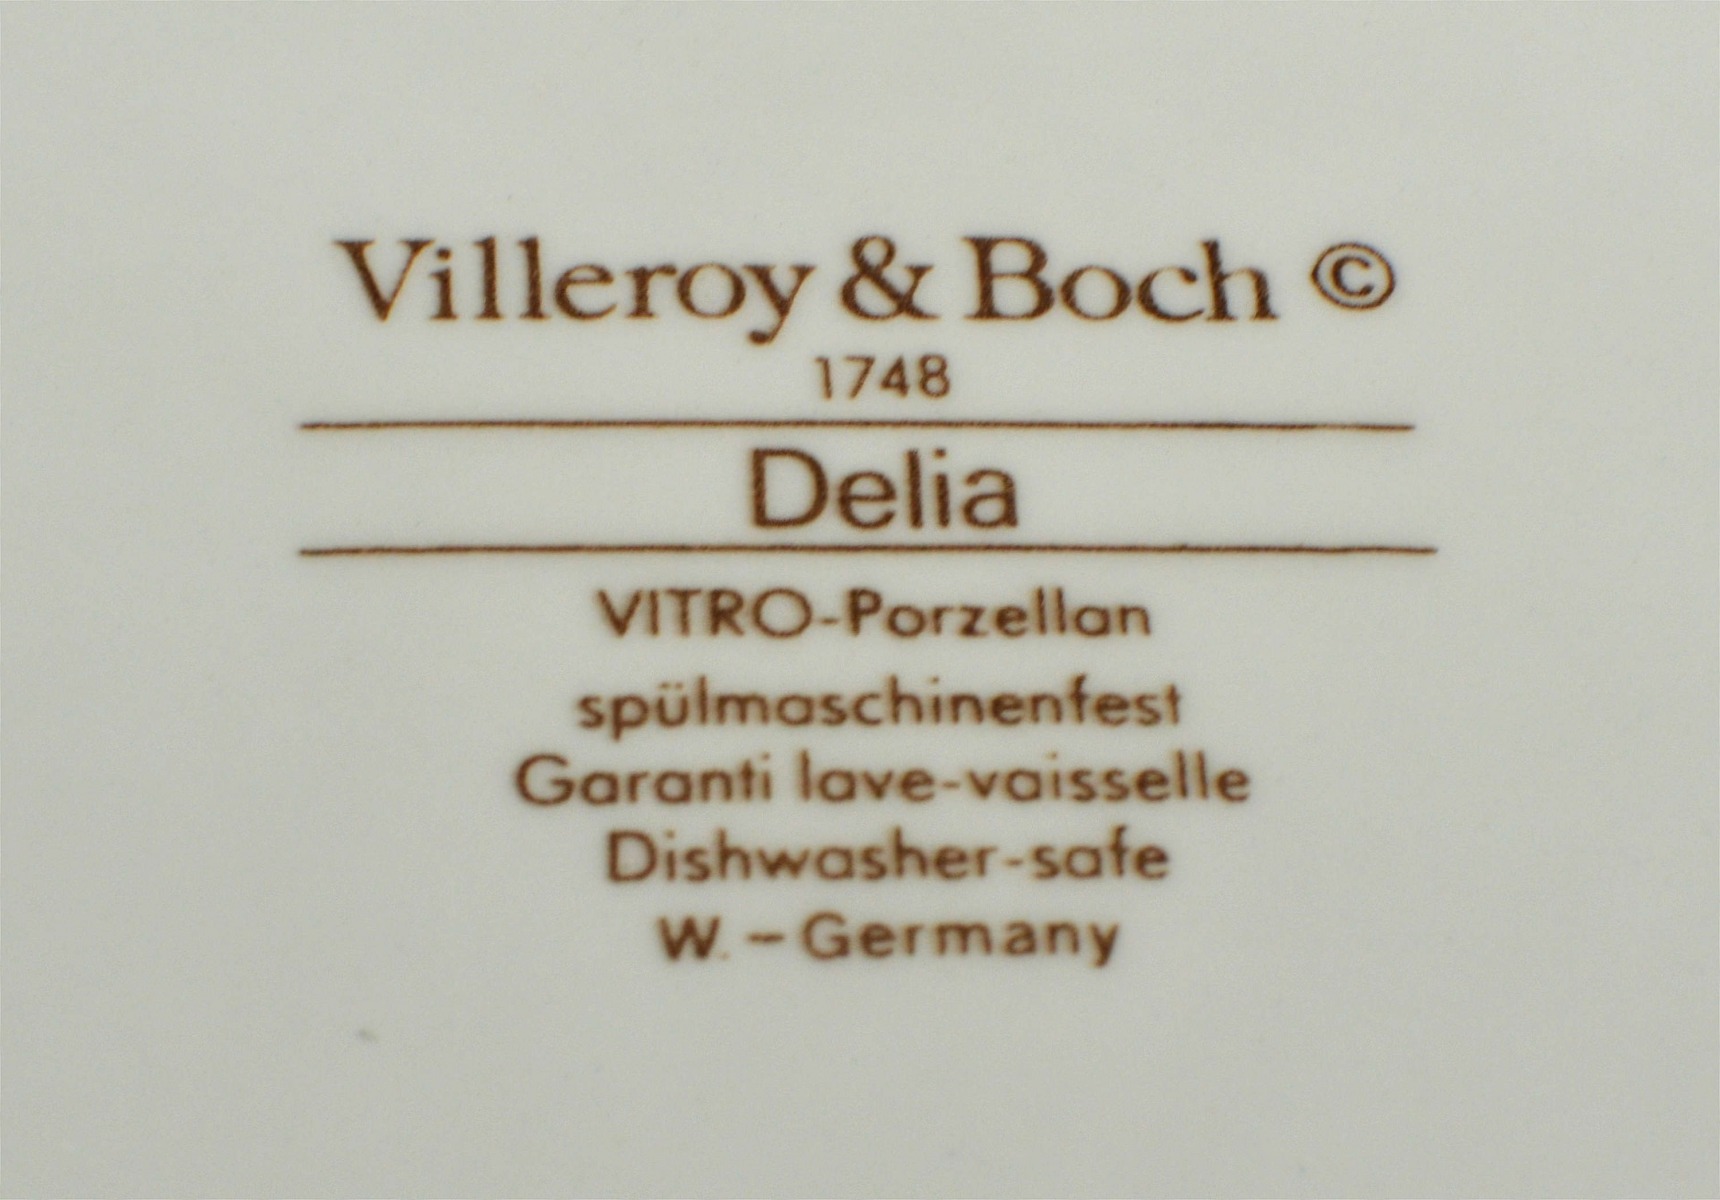 Villeroy & Boch ©
1748
Delia
VITRO-Porzellan
spülmaschinenfest
Garanti lave-vaisselle
Dishwasher-safe
W. – Germany